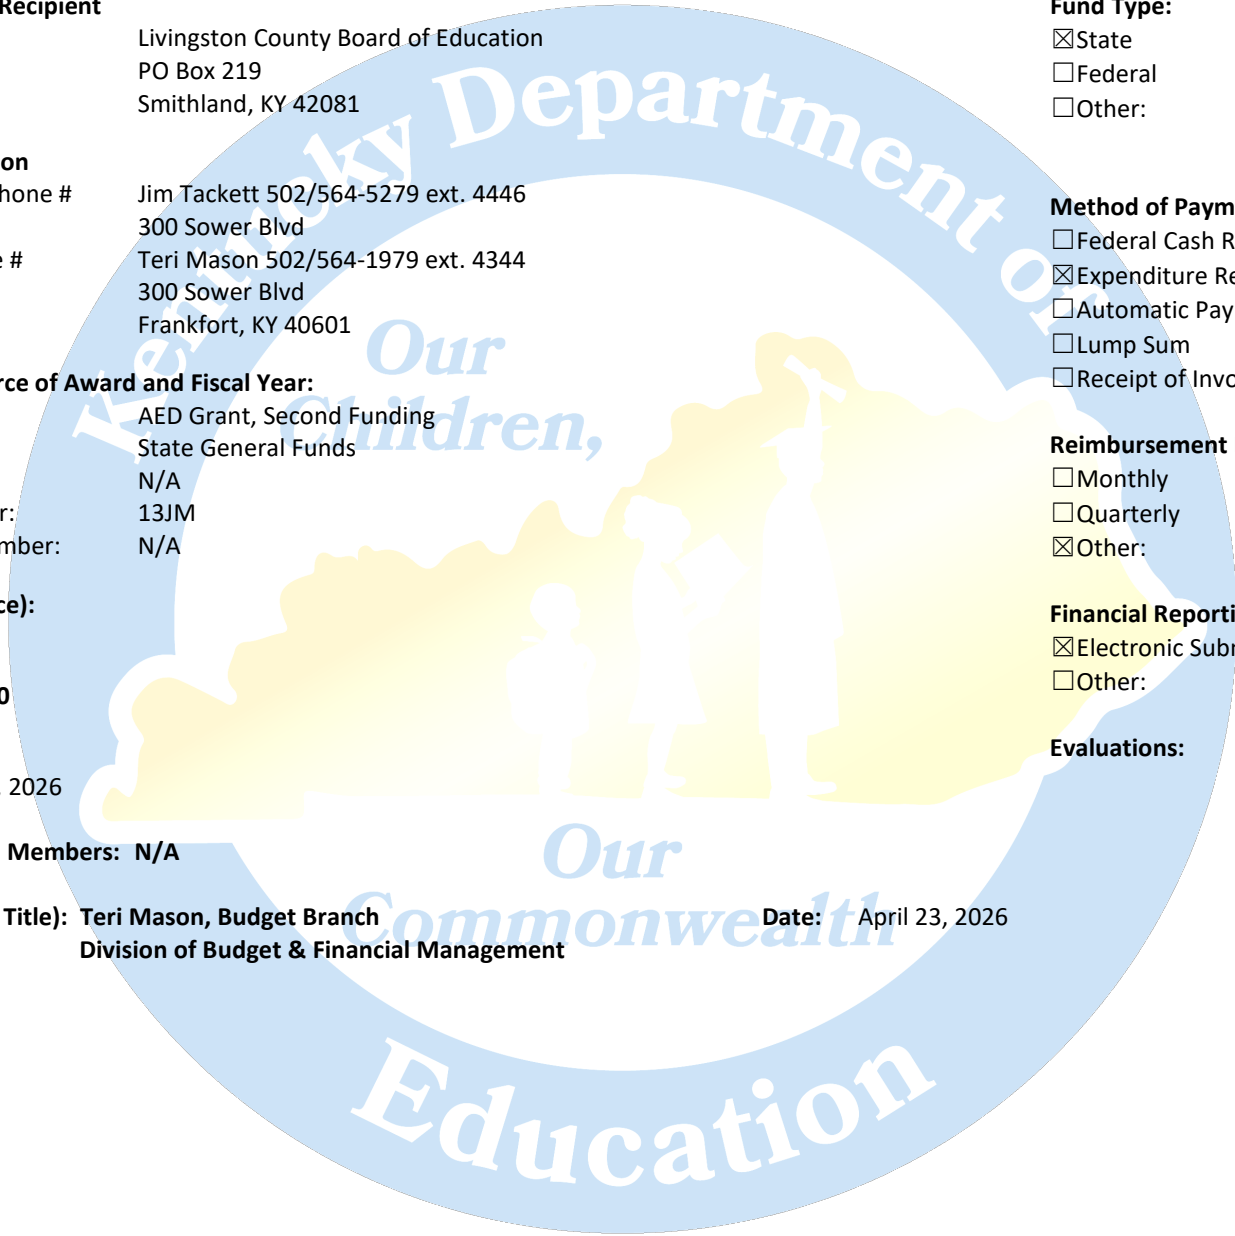 Recipient
Livingston County Board of Education
PO Box 219
Smithland, KY 42081
on
hone # Jim Tackett 502/564-5279 ext. 4446
300 Sower Blvd
e # Teri Mason 502/564-1979 ext. 4344
300 Sower Blvd
Frankfort, KY 40601
rce of Award and Fiscal Year:
AED Grant, Second Funding
State General Funds
N/A
r: 13JM
mber: N/A
ce):
0
, 2026
Members: N/A
Title): Teri Mason, Budget Branch Date: April 23, 2026
Division of Budget & Financial Management
Fund Type:
☒State
☐Federal
☐Other:
Method of Paym
☐Federal Cash R
☒Expenditure Re
☐Automatic Pay
☐Lump Sum
☐Receipt of Invo
Reimbursement
☐Monthly
☐Quarterly
☒Other:
Financial Reporti
☒Electronic Subr
☐Other:
Evaluations:
Kentucky Department of
Education
Our
Children,
Our
Commonwealth